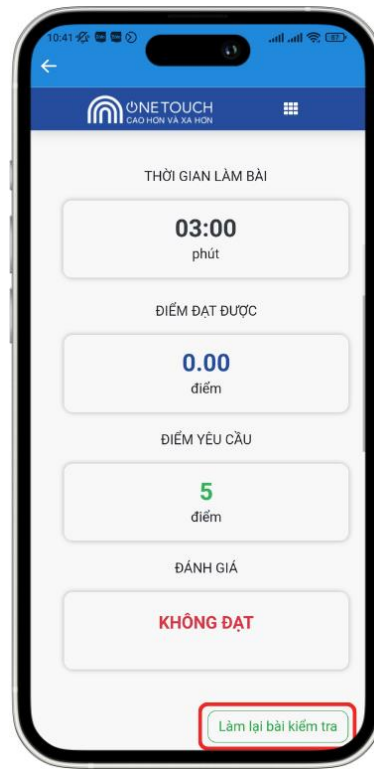 10:41
87
ONETOUCH
CAO HƠN VÀ XA HƠN
THỜI GIAN LÀM BÀI
03:00
phút
ĐIỂM ĐẠT ĐƯỢC
0.00
điểm
ĐIỂM YÊU CẦU
5
điểm
ĐÁNH GIÁ
KHÔNG ĐẠT
Làm lại bài kiểm tra